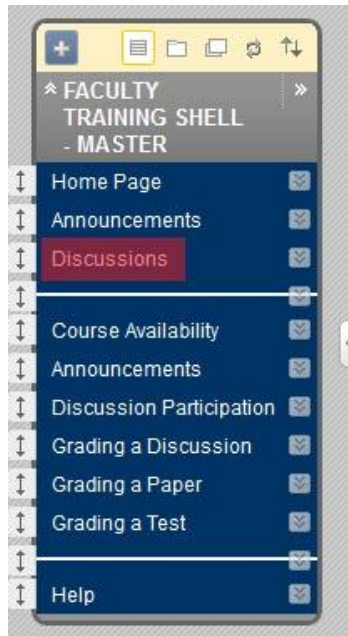 FACULTY
TRAINING SHELL
- MASTER
Home Page
Announcements
Discussions
Course Availability
Announcements
Discussion Participation
Grading a Discussion
Grading a Paper
Grading a Test
Help